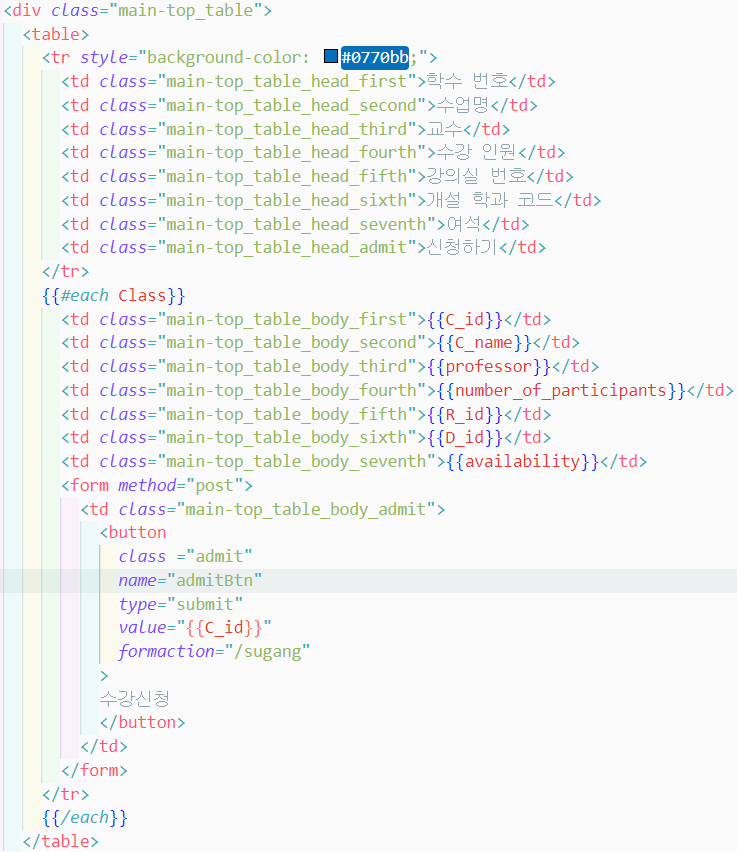 <div class="main-top_table">
<table>
<tr style="background-color: #0770bb;">
<td class="main-top_table_head_first">학수 번호</td>
<td class="main-top_table_head_second">수업명</td>
<td class="main-top_table_head_third">교수</td>
<td class="main-top_table_head_fourth">수강 인원</td>
<td class="main-top_table_head_fifth">강의실 번호</td>
<td class="main-top_table_head_sixth">개설 학과 코드</td>
<td class="main-top_table_head_seventh">여석</td>
<td class="main-top_table_head_admit">신청하기</td>
</tr>
{{#each Class}}
<td class="main-top_table_body_first">{{C_id}}</td>
<td class="main-top_table_body_second">{{C_name}}</td>
<td class="main-top_table_body_third">{{professor}}</td>
<td class="main-top_table_body_fourth">{{number_of_participants}}</td>
<td class="main-top_table_body_fifth">{{R_id}}</td>
<td class="main-top_table_body_sixth">{{D_id}}</td>
<td class="main-top_table_body_seventh">{{availability}}</td>
<form method="post">
<td class="main-top_table_body_admit">
<button
class ="admit"
name="admitBtn"
type="submit"
value="{{C_id}}"
formaction="/sugang"
>
수강신청
</button>
</td>
</form>
</tr>
{{/each}}
</table>